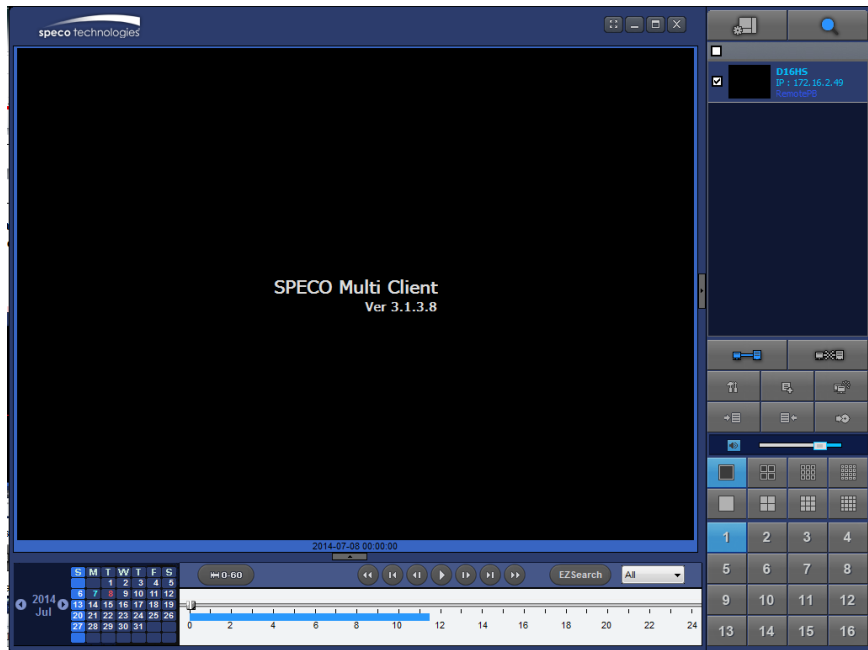 speco technologies
D16HS
IP : 172.16.2.49
RemotePB
SPECO Multi Client
Ver 3.1.3.8
2014-07-08 00:00:00
2014
Jul
S M T W T F S
1 2 3 4 5
6 7 8 9 10 11 12
13 14 15 16 17 18 19
20 21 22 23 24 25 26
27 28 29 30 31
0-60
EZSearch
All
0 2 4 6 8 10 12 14 16 18 20 22 24
1 2 3 4
5 6 7 8
9 10 11 12
13 14 15 16